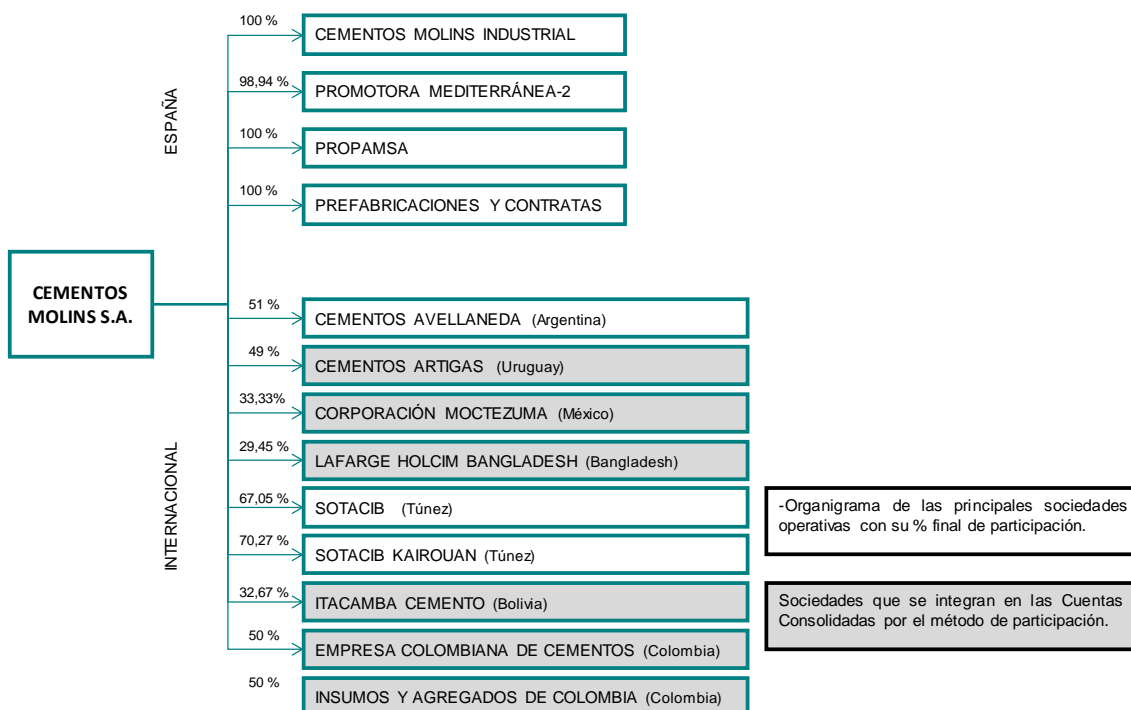 ESPAÑA
100 %
CEMENTOS MOLINS INDUSTRIAL
98,94 %
PROMOTORA MEDITERRÁNEA-2
100 %
PROPAMSA
100 %
PREFABRICACIONES Y CONTRATAS
CEMENTOS
MOLINS S.A.
INTERNACIONAL
51 %
CEMENTOS AVELLANEDA (Argentina)
49 %
CEMENTOS ARTIGAS (Uruguay)
33,33%
CORPORACIÓN MOCTEZUMA (México)
29,45 %
LAFARGE HOLCIM BANGLADESH (Bangladesh)
67,05 %
SOTACIB (Túnez)
70,27 %
SOTACIB KAIROUAN (Túnez)
32,67 %
ITACAMBA CEMENTO (Bolivia)
50 %
EMPRESA COLOMBIANA DE CEMENTOS (Colombia)
50 %
INSUMOS Y AGREGADOS DE COLOMBIA (Colombia)
-Organigrama de las principales sociedades
operativas con su % final de participación.
Sociedades que se integran en las Cuentas
Consolidadas por el método de participación.